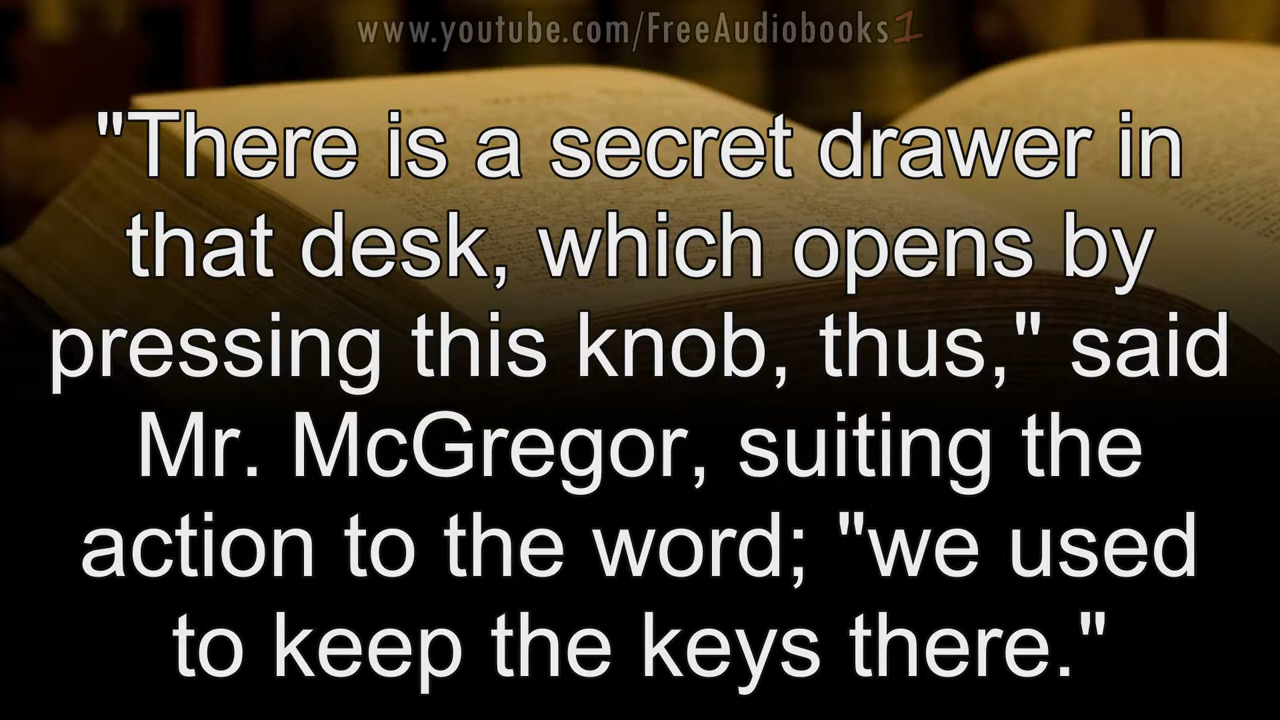 www.youtube.com/FreeAudiobooks1
"There is a secret drawer in
that desk, which opens by
pressing this knob, thus," said
Mr. McGregor, suiting the
action to the word; "we used
to keep the keys there."